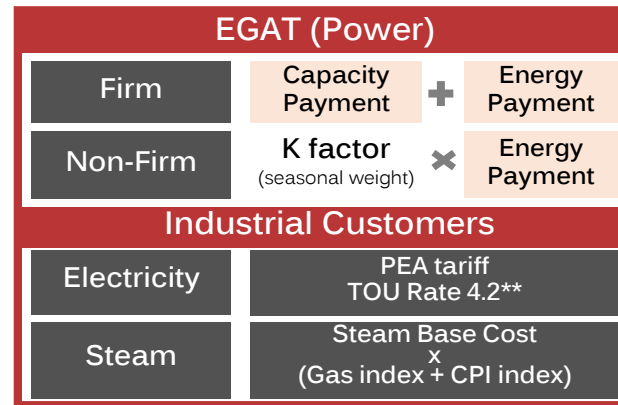 EGAT (Power)
Firm
Capacity
Payment
+
Energy
Payment
Non-Firm
K factor
(seasonal weight)
×
Energy
Payment
Industrial Customers
Electricity
PEA tariff
TOU Rate 4.2**
Steam
Steam Base Cost
x
(Gas index + CPI index)